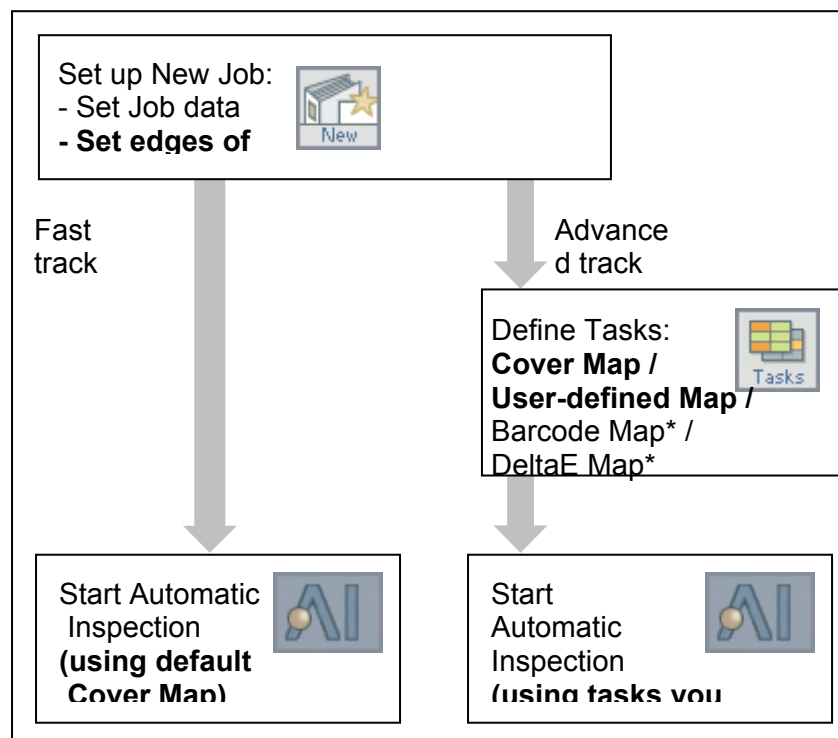 Set up New Job:
- Set Job data
- Set edges of
New
Fast
track
Advance
d track
Define Tasks:
Cover Map /
User-defined Map /
Barcode Map* /
DeltaE Map*
Tasks
Start Automatic
Inspection
(using default
Cover Map)
AI
Start
Automatic
Inspection
(using tasks you
AI